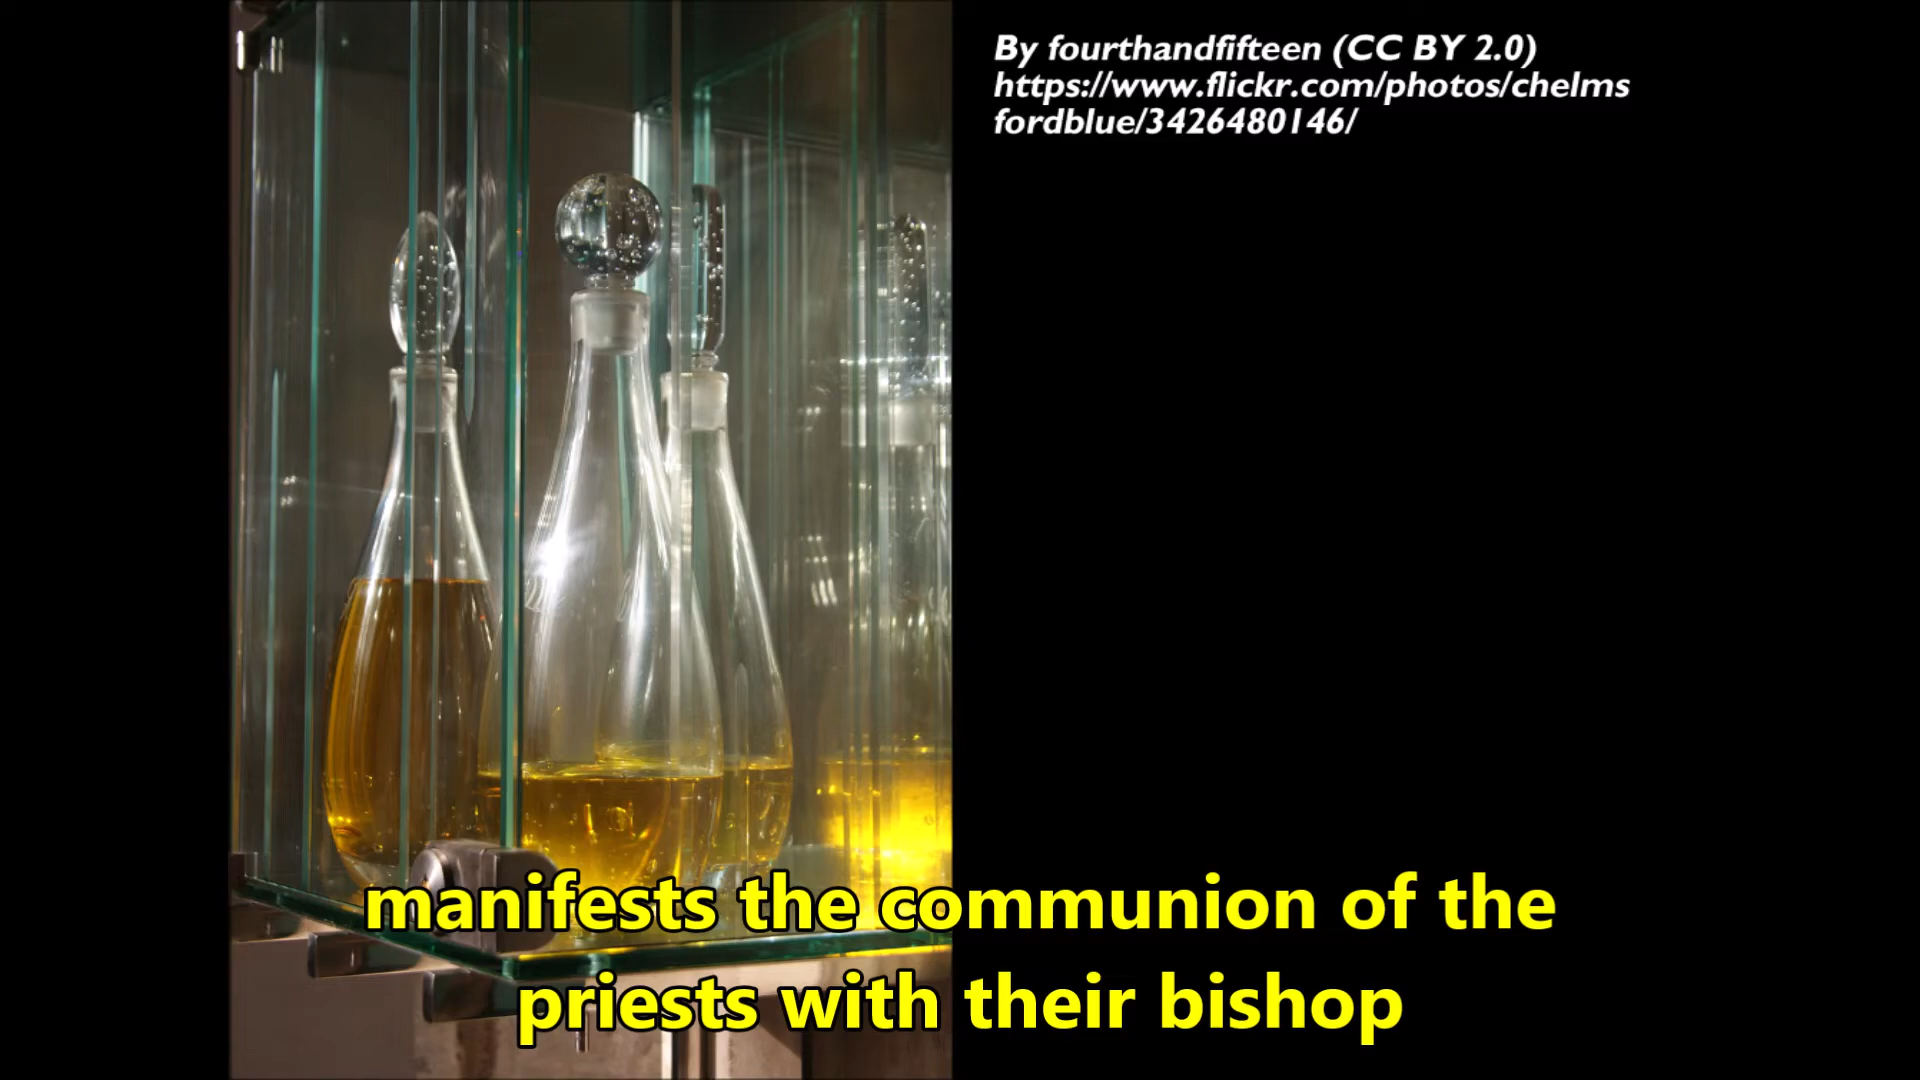 By fourthandfifteen (CC BY 2.0)
https://www.flickr.com/photos/chelms
fordblue/3426480146/
manifests the communion of the
priests with their bishop